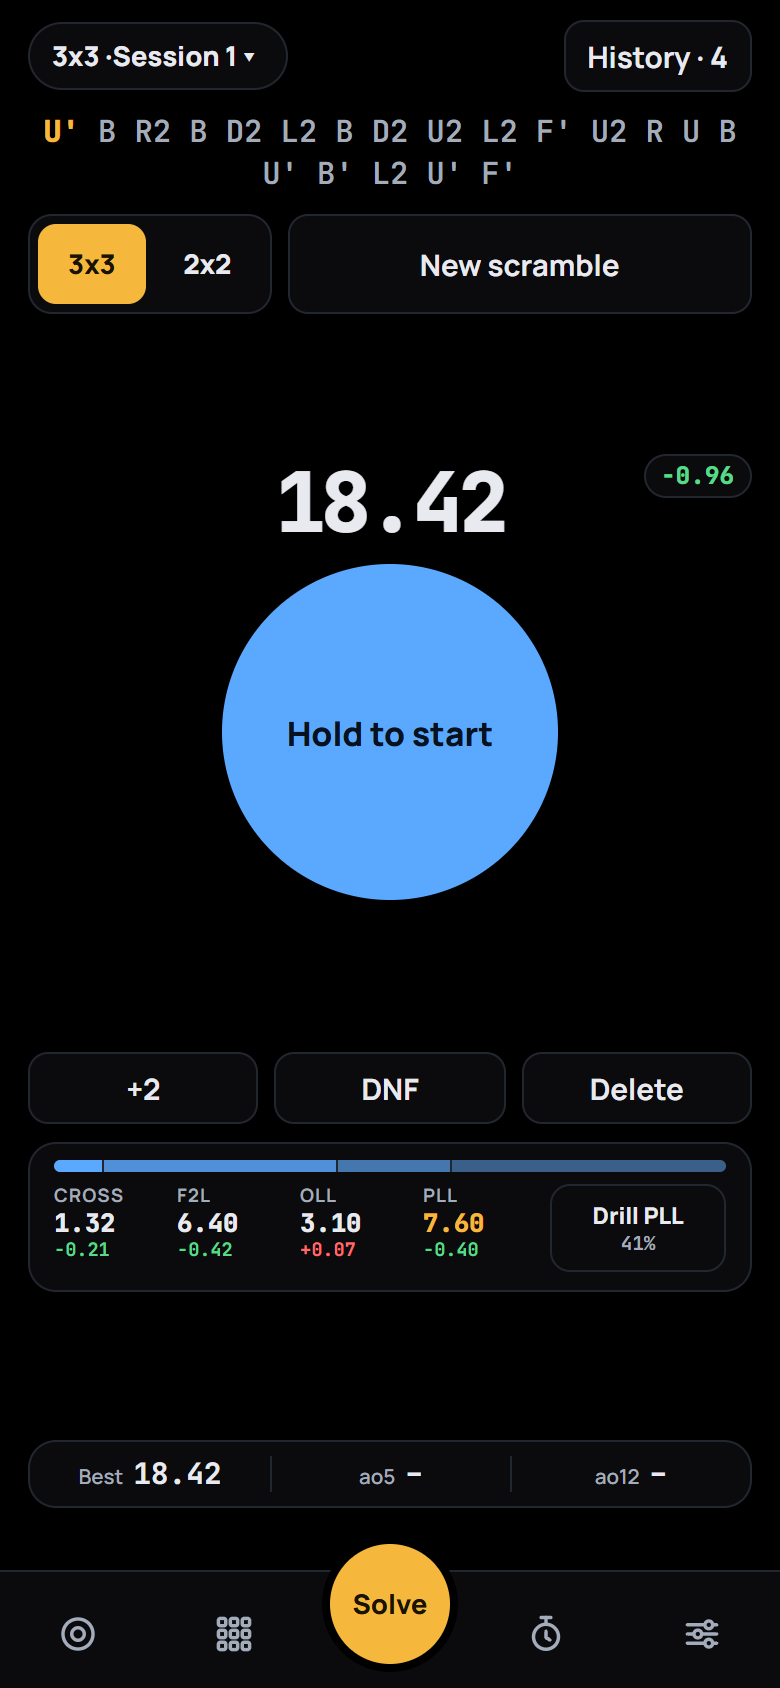 3x3 ·Session 1 ▾
History · 4
U' B R2 B D2 L2 B D2 U2 L2 F' U2 R U B
U' B' L2 U' F'
3x3
2x2
New scramble
18.42
-0.96
Hold to start
+2
DNF
Delete
CROSS F2L OLL PLL
1.32 6.40 3.10 7.60
-0.21 -0.42 +0.07 -0.40
Drill PLL
41%
Best 18.42
ao5 –
ao12 –
Solve